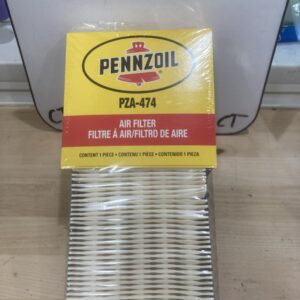 PENNZOIL
PZA-474
AIR FILTER
FILTRE À AIR/FILTRO DE AIRE
CONTENT 1 PIECE • CONTENU 1 PIÈCE • CONTENIDO 1 PIEZA
CT